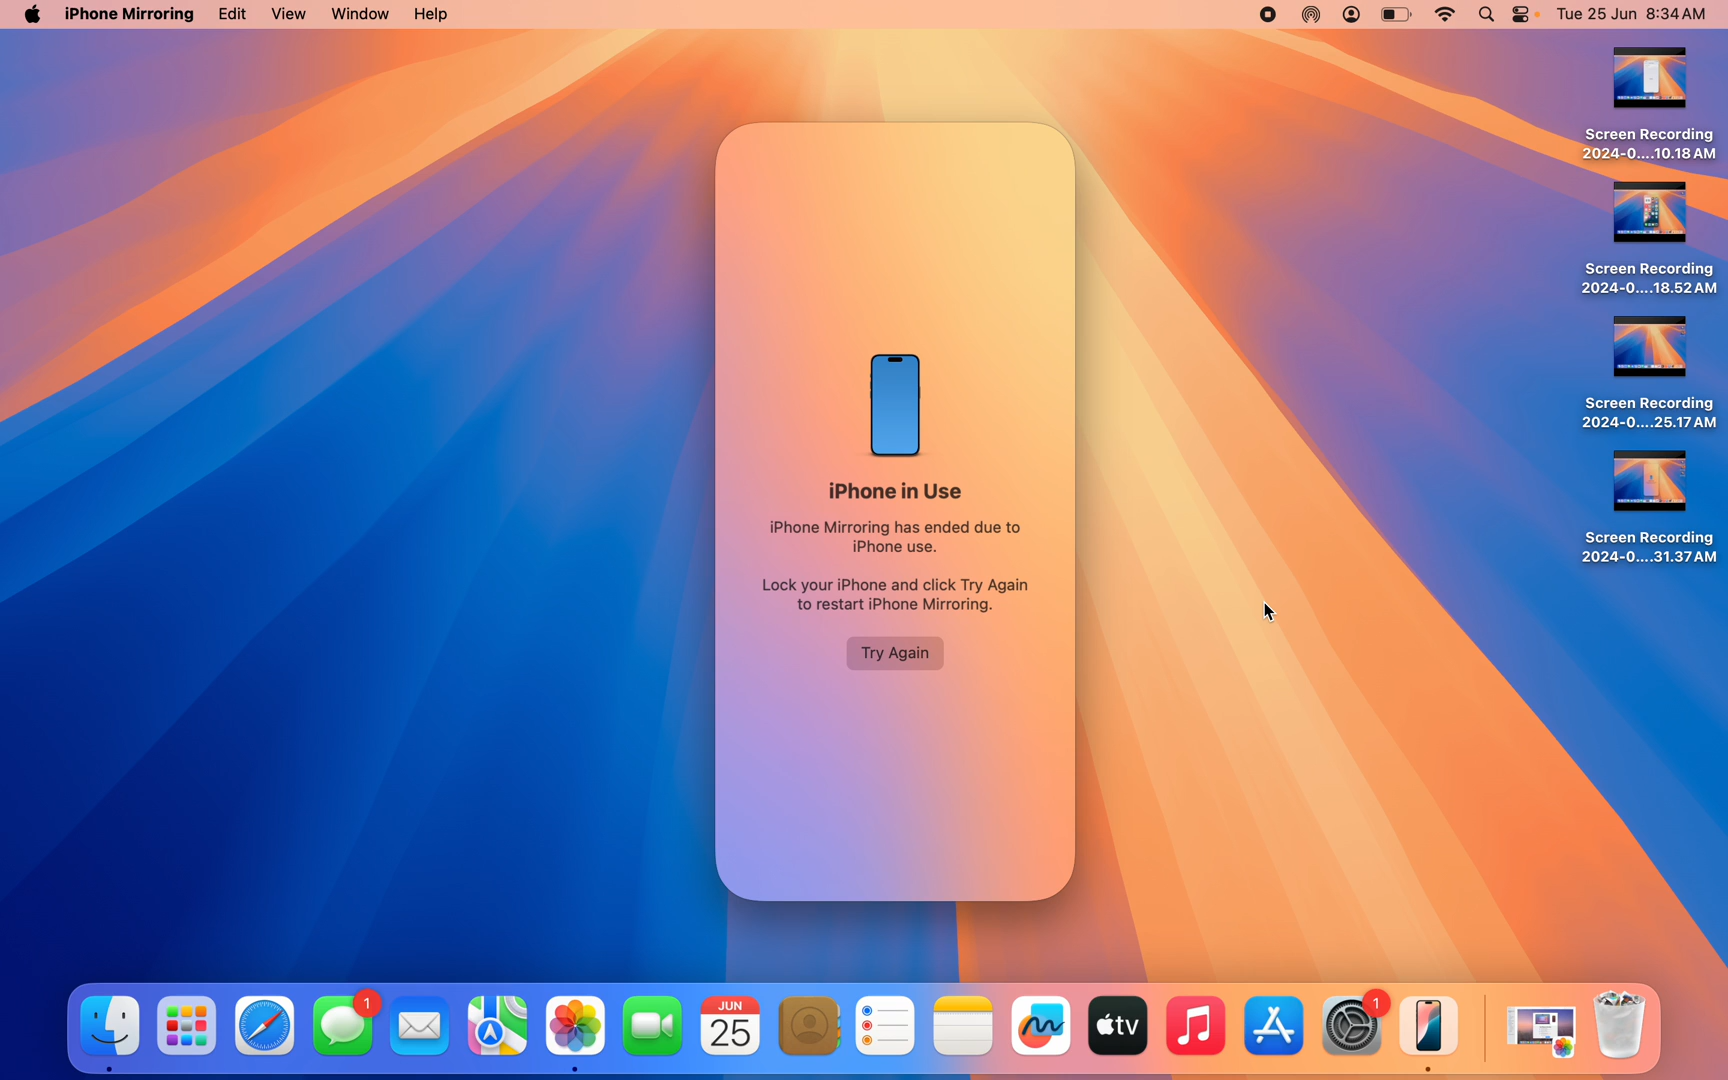 iPhone Mirroring Edit View Window Help Tue 25 Jun 8:34 AM
Screen Recording
2024-0....10.18 AM
Screen Recording
2024-0....18.52 AM
Screen Recording
2024-0....25.17 AM
Screen Recording
2024-0....31.37 AM
iPhone in Use
iPhone Mirroring has ended due to
iPhone use.
Lock your iPhone and click Try Again
to restart iPhone Mirroring.
Try Again
1
JUN
25
tv
1